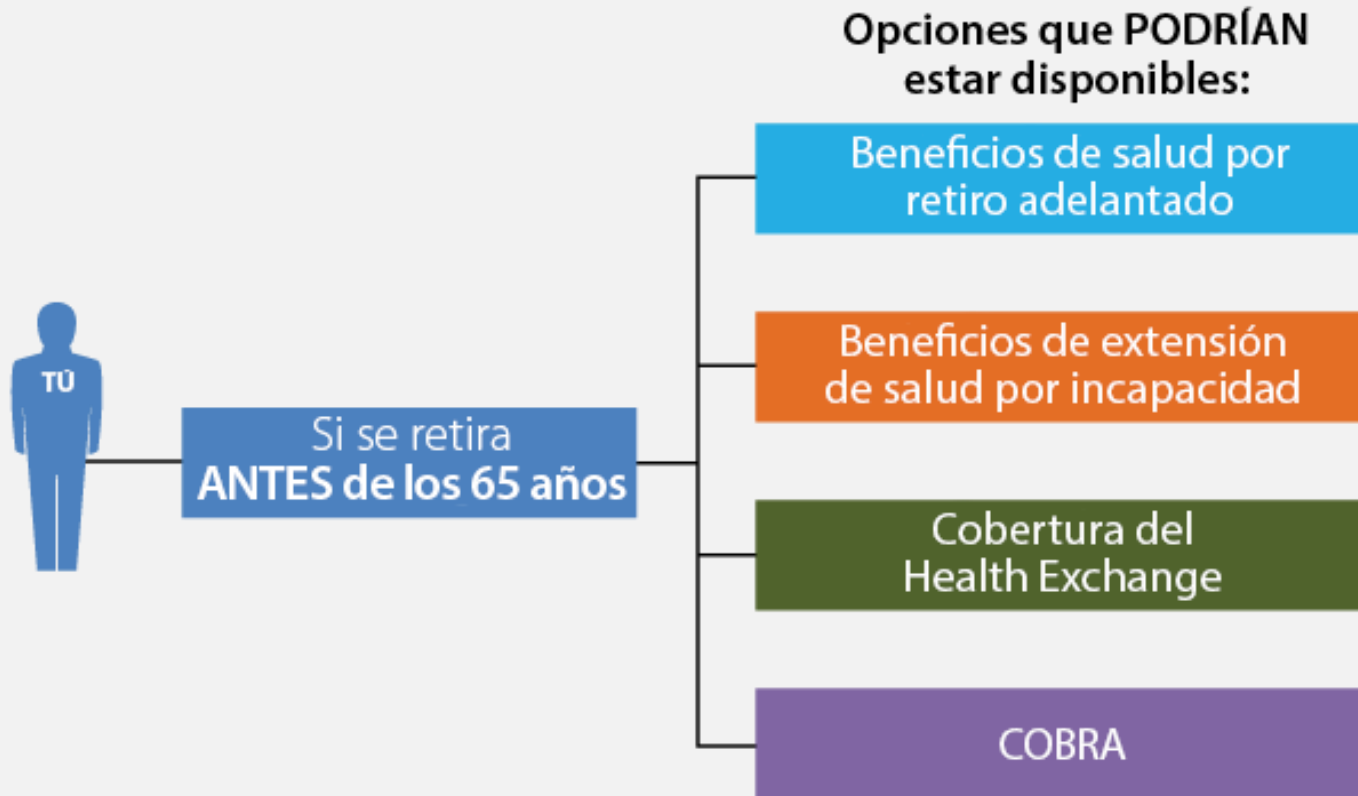 Opciones que PODRÍAN
estar disponibles:
Beneficios de salud por
retiro adelantado
Beneficios de extensión
de salud por incapacidad
TÚ
Si se retira
ANTES de los 65 años
Cobertura del
Health Exchange
COBRA